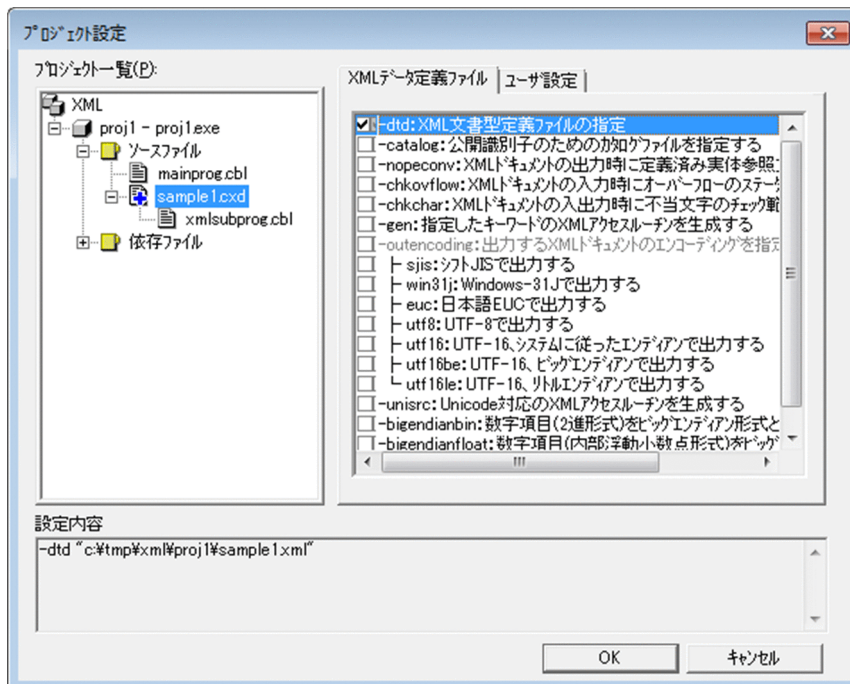 プロジェクト設定
プロジェクト一覧(P):
XML
proj1 - proj1.exe
ソースファイル
mainprog.cbl
sample1.cxd
xmlsubprog.cbl
依存ファイル
XMLデータ定義ファイル
ユーザ設定
-dtd:XML文書型定義ファイルの指定
-catalog:公開識別子のためのカタログファイルを指定する
-nopeconv:XMLドキュメントの出力時に定義済み実体参照
-chkovflow:XMLドキュメントの入力時にオーバーフローのステー
-chkchar:XMLドキュメントの入出力時に不当文字のチェック範
-gen:指定したキーワードのXMLアクセスルーチンを生成する
-outencoding:出力するXMLドキュメントのエンコーディングを指定
├ sjis:シフトJISで出力する
├ win31j:Windows-31Jで出力する
├ euc:日本語EUCで出力する
├ utf8:UTF-8で出力する
├ utf16:UTF-16、システムに従ったエンディアンで出力する
├ utf16be:UTF-16、ビッグエンディアンで出力する
└ utf16le:UTF-16、リトルエンディアンで出力する
-unisrc:Unicode対応のXMLアクセスルーチンを生成する
-bigendianbin:数字項目(2進形式)をビッグエンディアン形式と
-bigendianfloat:数字項目(内部浮動小数点形式)をビッグ
設定内容
-dtd "c:¥tmp¥xml¥proj1¥sample1.xml"
OK
キャンセル